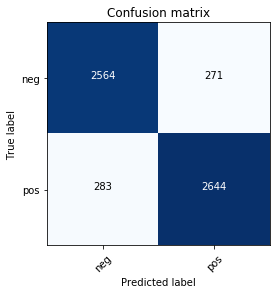 Confusion matrix
True label
neg
2564
271
pos
283
2644
neg
pos
Predicted label